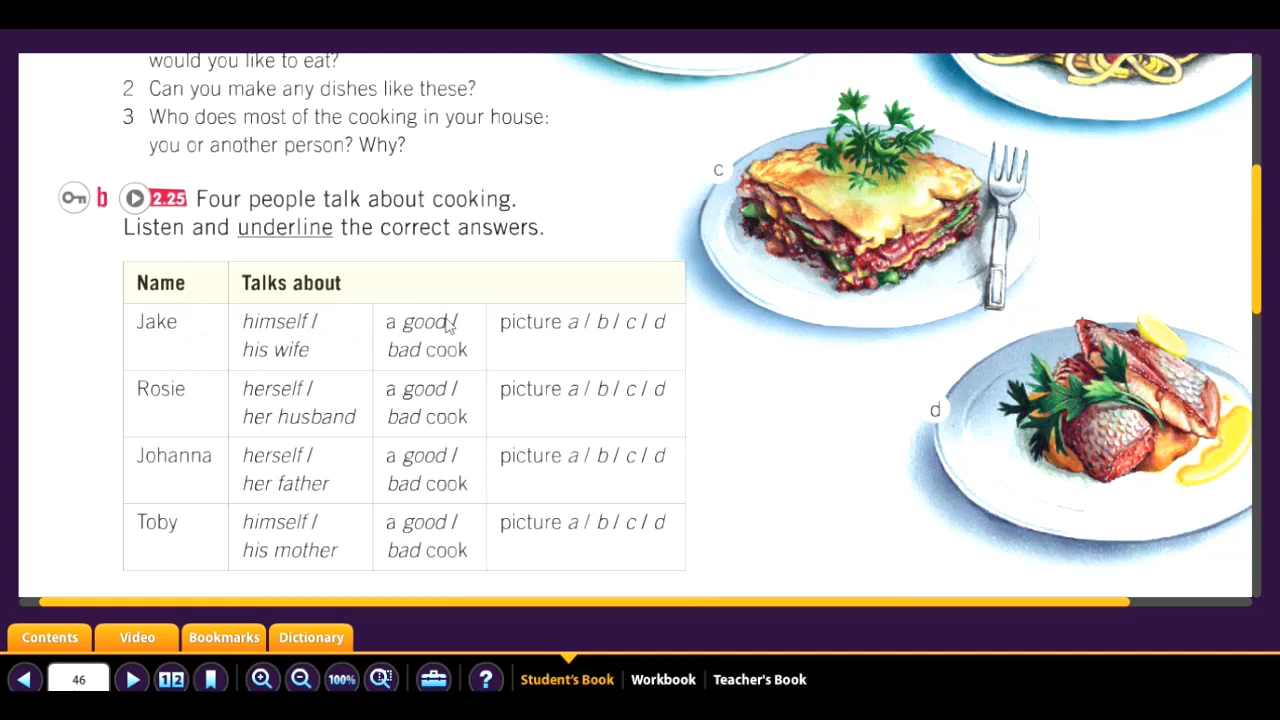 would you like to eat?
2 Can you make any dishes like these?
3 Who does most of the cooking in your house:
you or another person? Why?
b 2.25 Four people talk about cooking.
Listen and underline the correct answers.
Name Talks about
Jake himself / a good / picture a / b / c / d
his wife bad cook
Rosie herself / a good / picture a / b / c / d
her husband bad cook
Johanna herself / a good / picture a / b / c / d
her father bad cook
Toby himself / a good / picture a / b / c / d
his mother bad cook
c
d
Contents Video Bookmarks Dictionary
46 1 2 100% ? Student's Book Workbook Teacher's Book